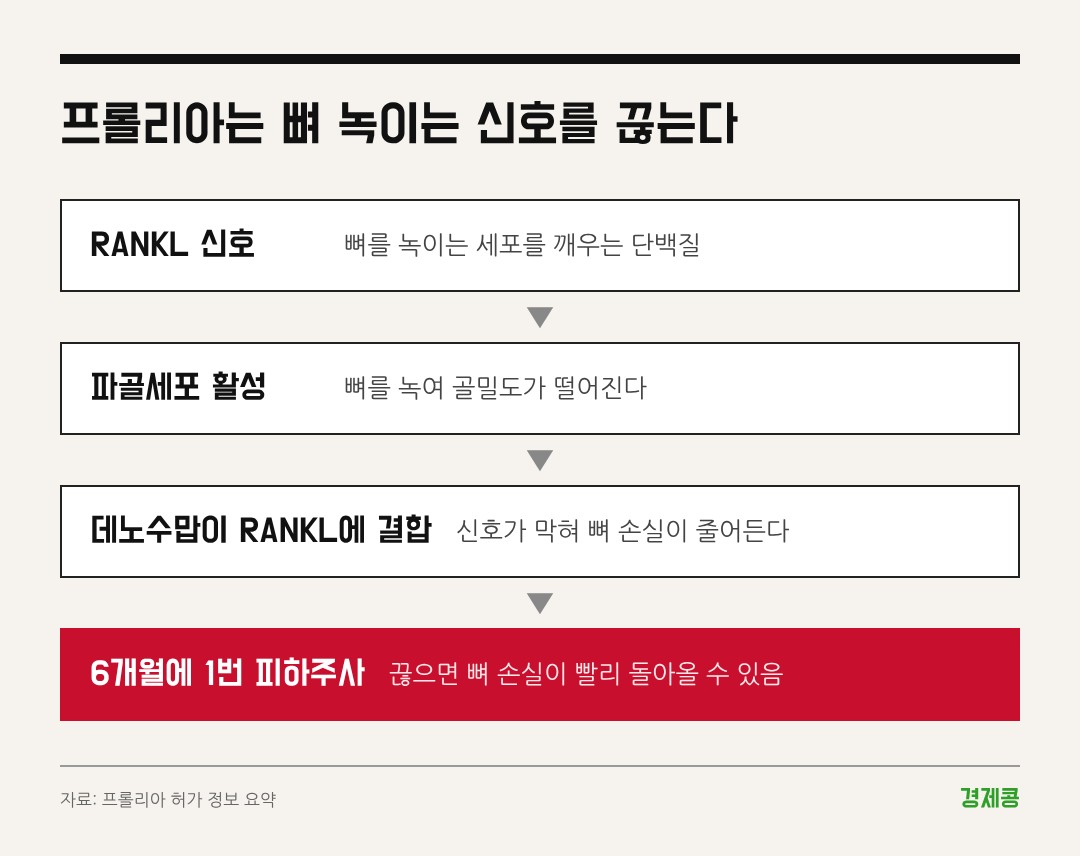 프롤리아는 뼈 녹이는 신호를 끊는다
RANKL 신호 뼈를 녹이는 세포를 깨우는 단백질
파골세포 활성 뼈를 녹여 골밀도가 떨어진다
데노수맙이 RANKL에 결합 신호가 막혀 뼈 손실이 줄어든다
6개월에 1번 피하주사 끊으면 뼈 손실이 빨리 돌아올 수 있음
자료: 프롤리아 허가 정보 요약
경제콩